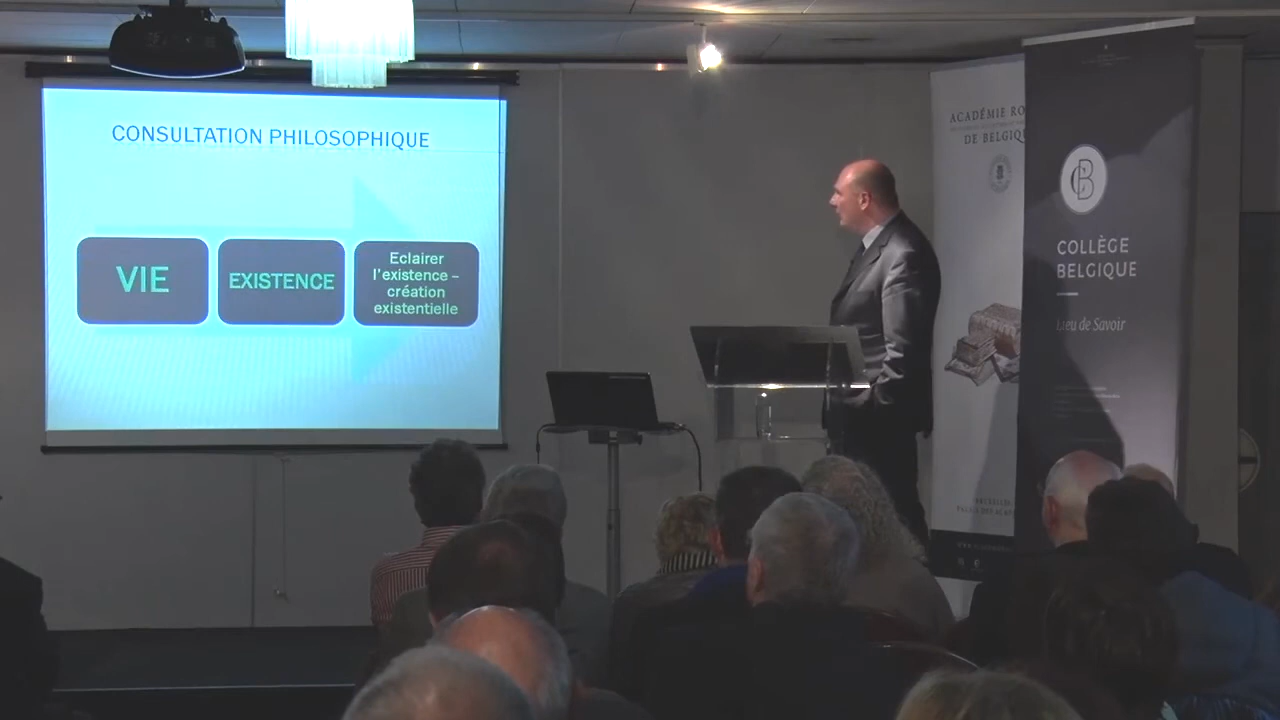 CONSULTATION PHILOSOPHIQUE
VIE
EXISTENCE
Eclairer
l'existence –
création
existentielle
ACADÉMIE RO
DE BELGIQU
COLLÈGE
BELGIQUE
Lieu de Savoir